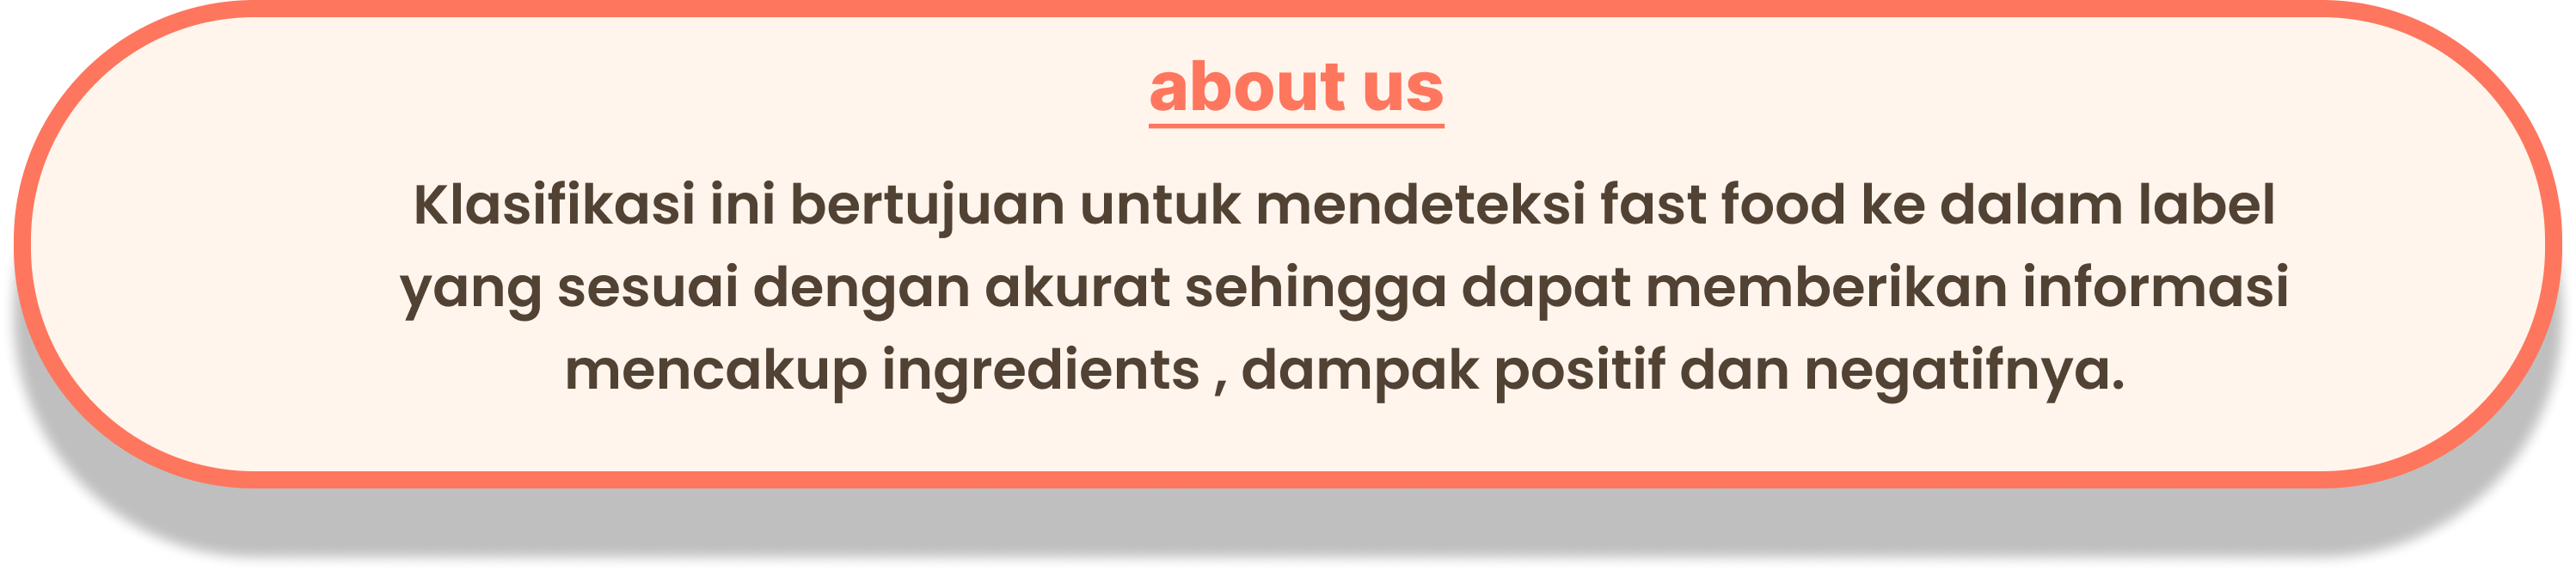 about us
Klasifikasi ini bertujuan untuk mendeteksi fast food ke dalam label
yang sesuai dengan akurat sehingga dapat memberikan informasi
mencakup ingredients , dampak positif dan negatifnya.